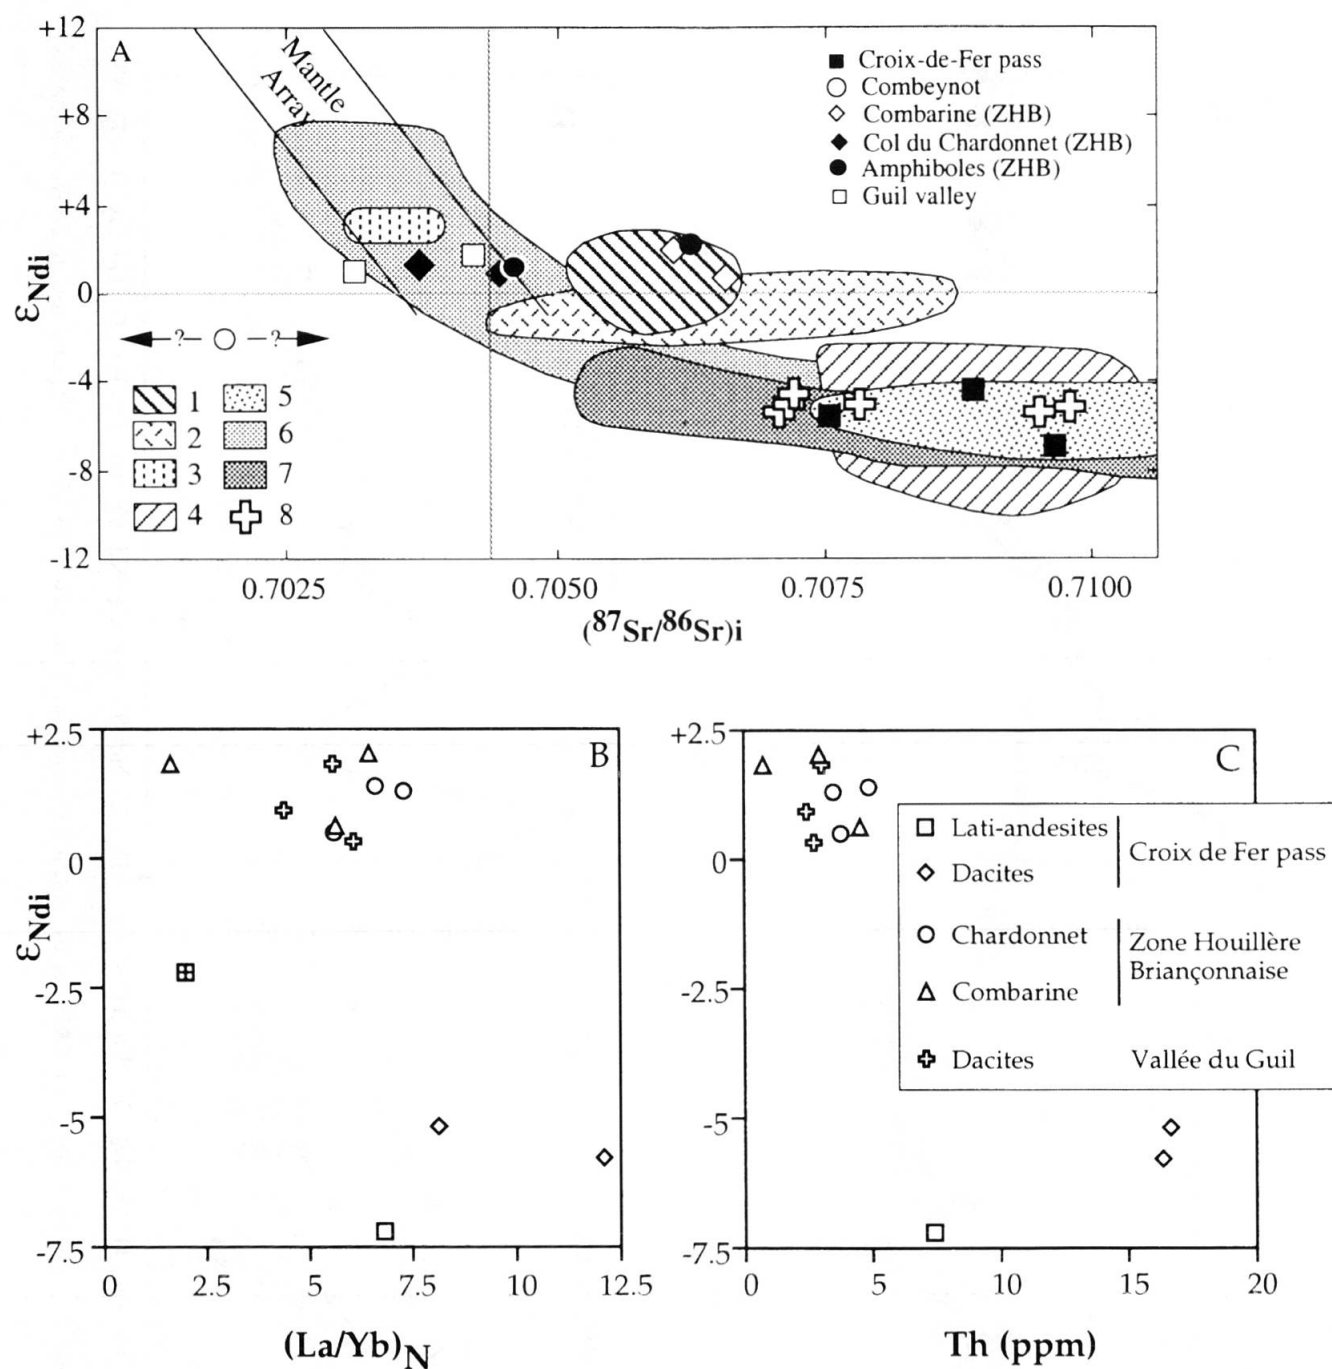 A
Mantle
Array
■ Croix-de-Fer pass
○ Combeynot
◇ Combarine (ZHB)
◆ Col du Chardonnet (ZHB)
● Amphiboles (ZHB)
□ Guil valley
+12
+8
+4
0
-4
-8
-12
εNdi
? ?
1 5
2 6
3 7
4 8
0.7025 0.7050 0.7075 0.7100
(87Sr/86Sr)i
B
+2.5
0
-2.5
-5
-7.5
εNdi
0 2.5 5 7.5 10 12.5
(La/Yb)N
C
+2.5
0
-2.5
-5
-7.5
Lati-andesites
Dacites
Croix de Fer pass
Chardonnet
Combarine
Zone Houillère
Briançonnaise
Dacites Vallée du Guil
0 5 10 15 20
Th (ppm)